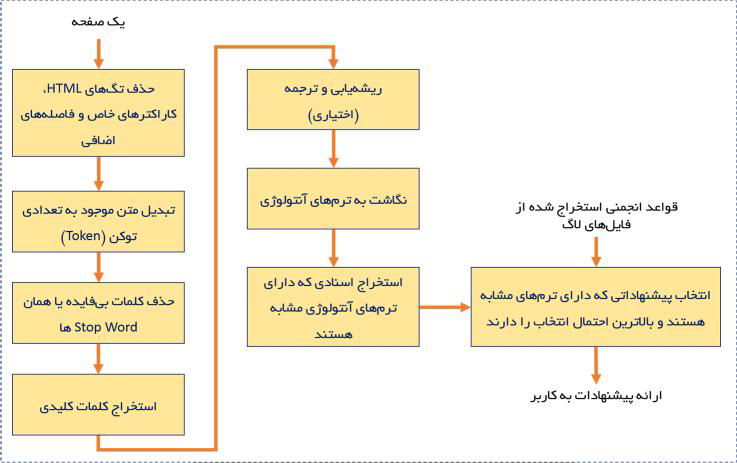 یک صفحه
حذف تگ‌های HTML،
کاراکترهای خاص و فاصله‌های
اضافی
تبدیل متن موجود به تعدادی
توکن (Token)
حذف کلمات بی‌فایده یا همان
Stop Word ها
استخراج کلمات کلیدی
ریشه‌یابی و ترجمه
(اختیاری)
نگاشت به ترم‌های آنتولوژی
استخراج اسنادی که دارای
ترم‌های آنتولوژی مشابه
هستند
قواعد انجمنی استخراج شده از
فایل‌های لاگ
انتخاب پیشنهاداتی که دارای ترم‌های مشابه
هستند و بالاترین احتمال انتخاب را دارند
ارائه پیشنهادات به کاربر